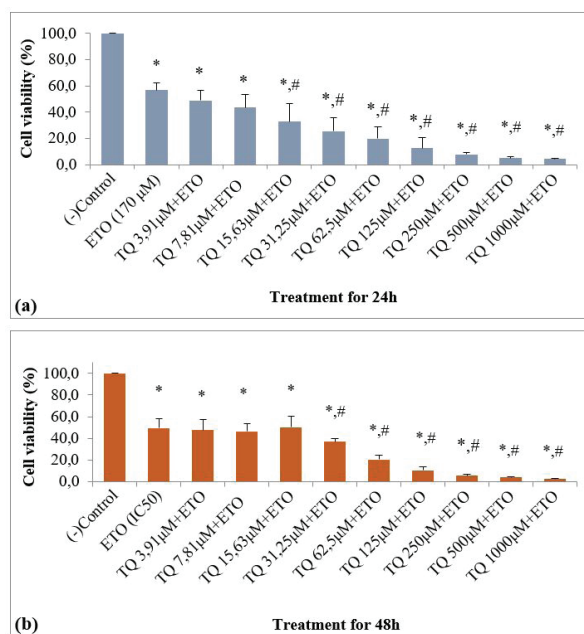 Cell viability (%)
100,0
80,0
60,0
40,0
20,0
0,0
*
*
*
*,#
*,#
*,#
*,#
*,#
*,#
*,#
(-)Control
ETO (170 µM)
TQ 3,91µM+ETO
TQ 7,81µM+ETO
TQ 15,63µM+ETO
TQ 31,25µM+ETO
TQ 62,5µM+ETO
TQ 125µM+ETO
TQ 250µM+ETO
TQ 500µM+ETO
TQ 1000µM+ETO
(a)
Treatment for 24h
Cell viability (%)
100,0
80,0
60,0
40,0
20,0
0,0
*
*
*
*
*,#
*,#
*,#
*,#
*,#
*,#
(-)Control
ETO (IC50)
TQ 3,91µM+ETO
TQ 7,81µM+ETO
TQ 15,63µM+ETO
TQ 31,25µM+ETO
TQ 62,5µM+ETO
TQ 125µM+ETO
TQ 250µM+ETO
TQ 500µM+ETO
TQ 1000µM+ETO
(b)
Treatment for 48h